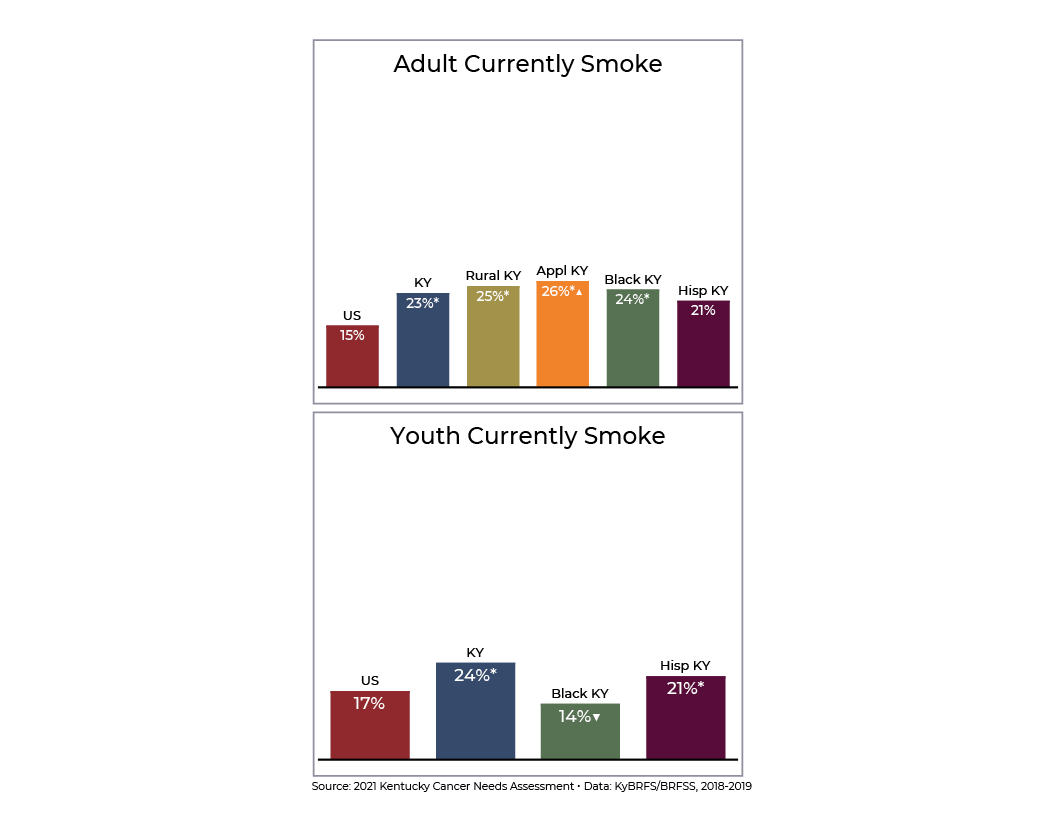 Adult Currently Smoke
US
15%
KY
23%*
Rural KY
25%*
Appl KY
26%*▲
Black KY
24%*
Hisp KY
21%
Youth Currently Smoke
US
17%
KY
24%*
Black KY
14%▼
Hisp KY
21%*
Source: 2021 Kentucky Cancer Needs Assessment • Data: KyBRFS/BRFSS, 2018-2019